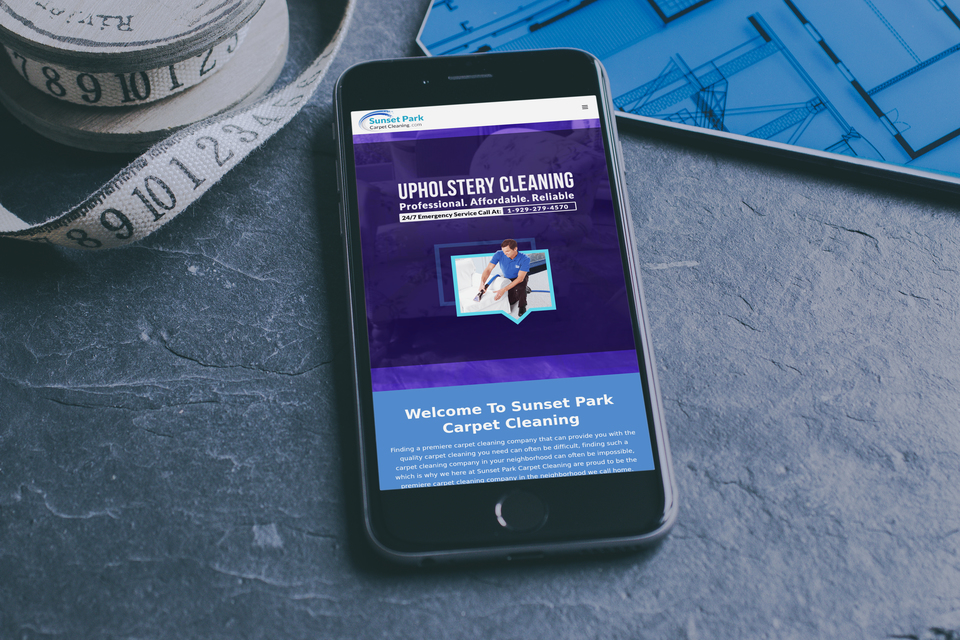 River
7 8 9 10 1 2
8 9 10 1 2 3 4
Sunset Park
Carpet Cleaning .com
UPHOLSTERY CLEANING
Professional. Affordable. Reliable
24/7 Emergency Service Call At: 1-929-279-4570
Welcome To Sunset Park
Carpet Cleaning
Finding a premiere carpet cleaning company that can provide you with the
quality carpet cleaning you need can often be difficult, finding such a
carpet cleaning company in your neighborhood can often be impossible,
which is why we here at Sunset Park Carpet Cleaning are proud to be the
premiere carpet cleaning company in the neighborhood we call home.